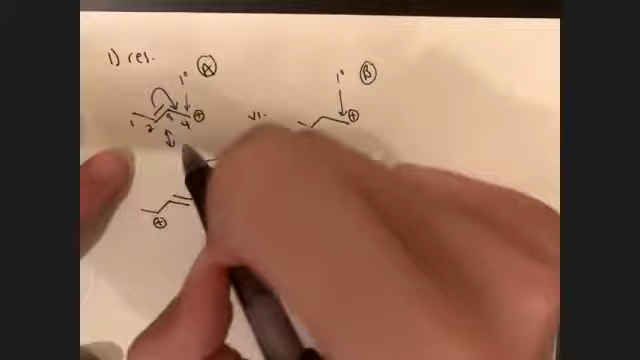 1) res.
A
B
1°
1°
+
+
1 2 3 4
vs.
+